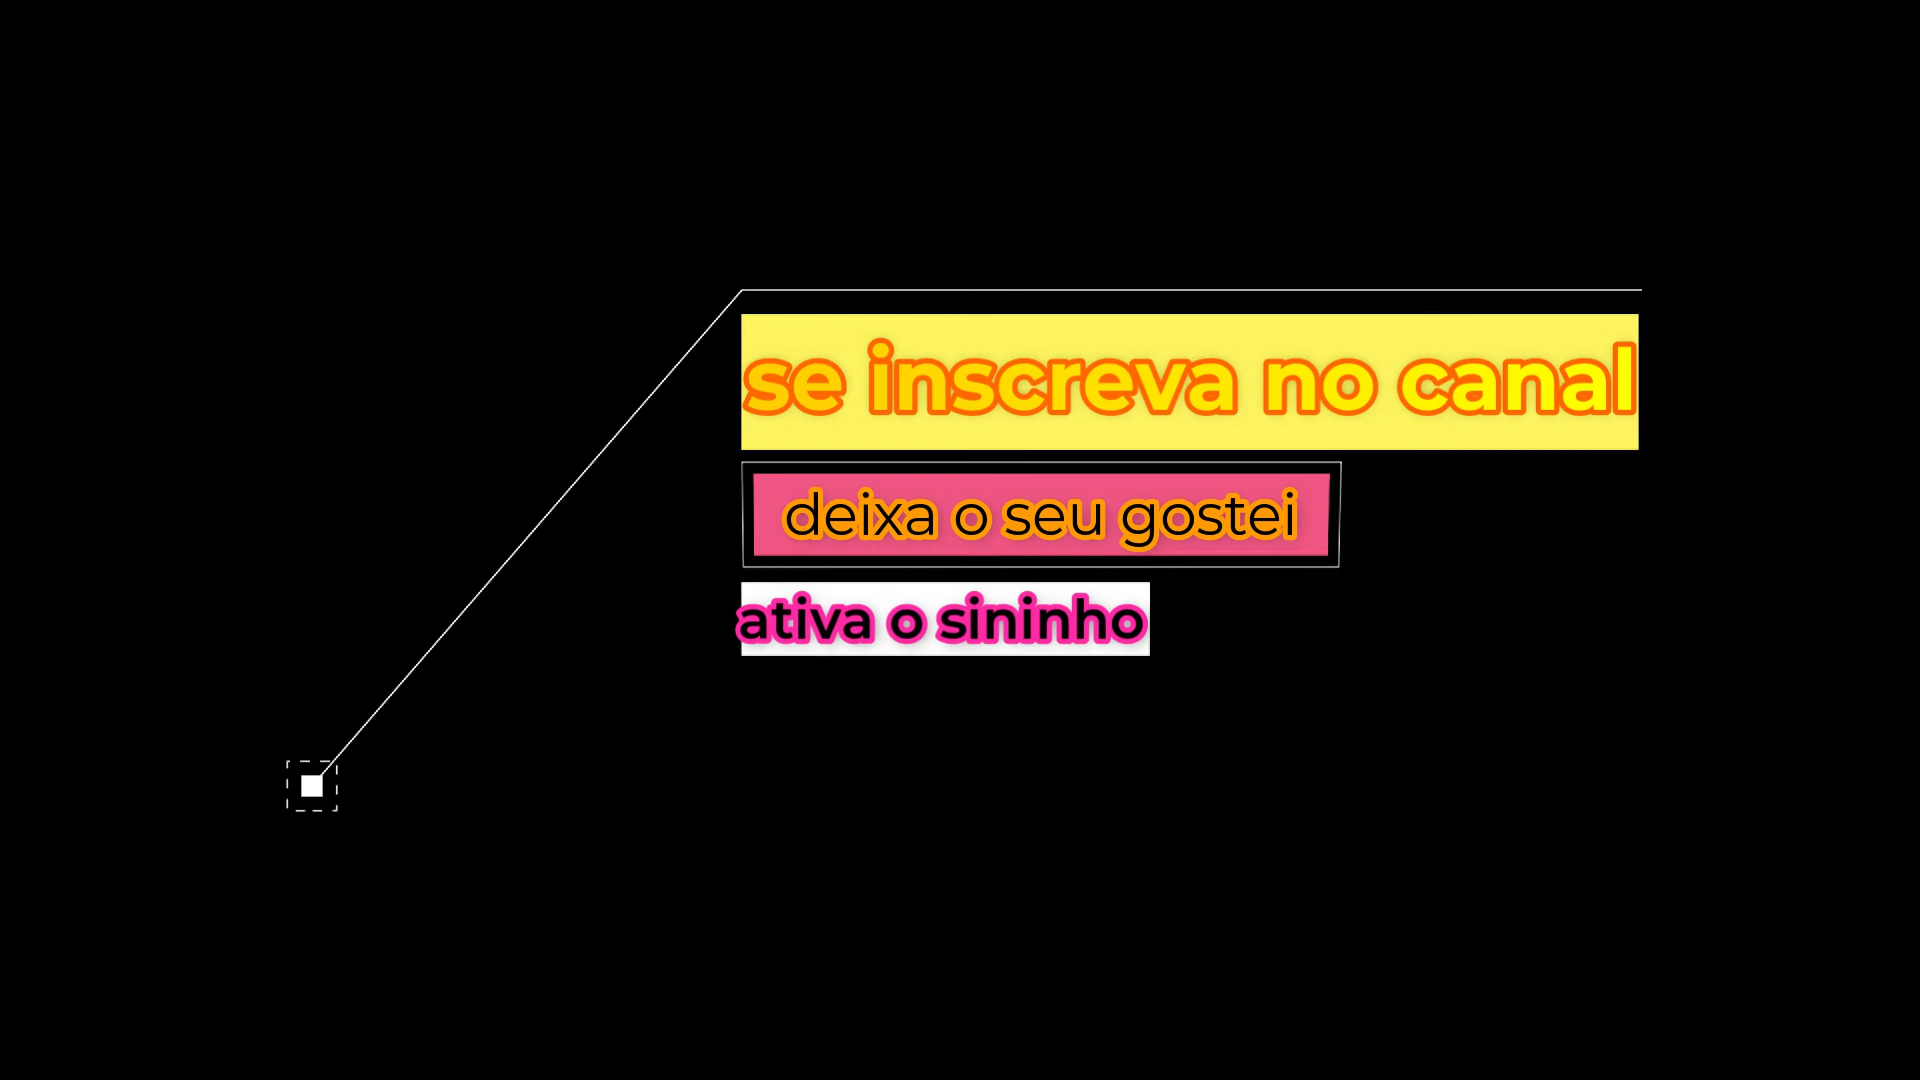 se inscreva no canal
deixa o seu gostei
ativa o sininho